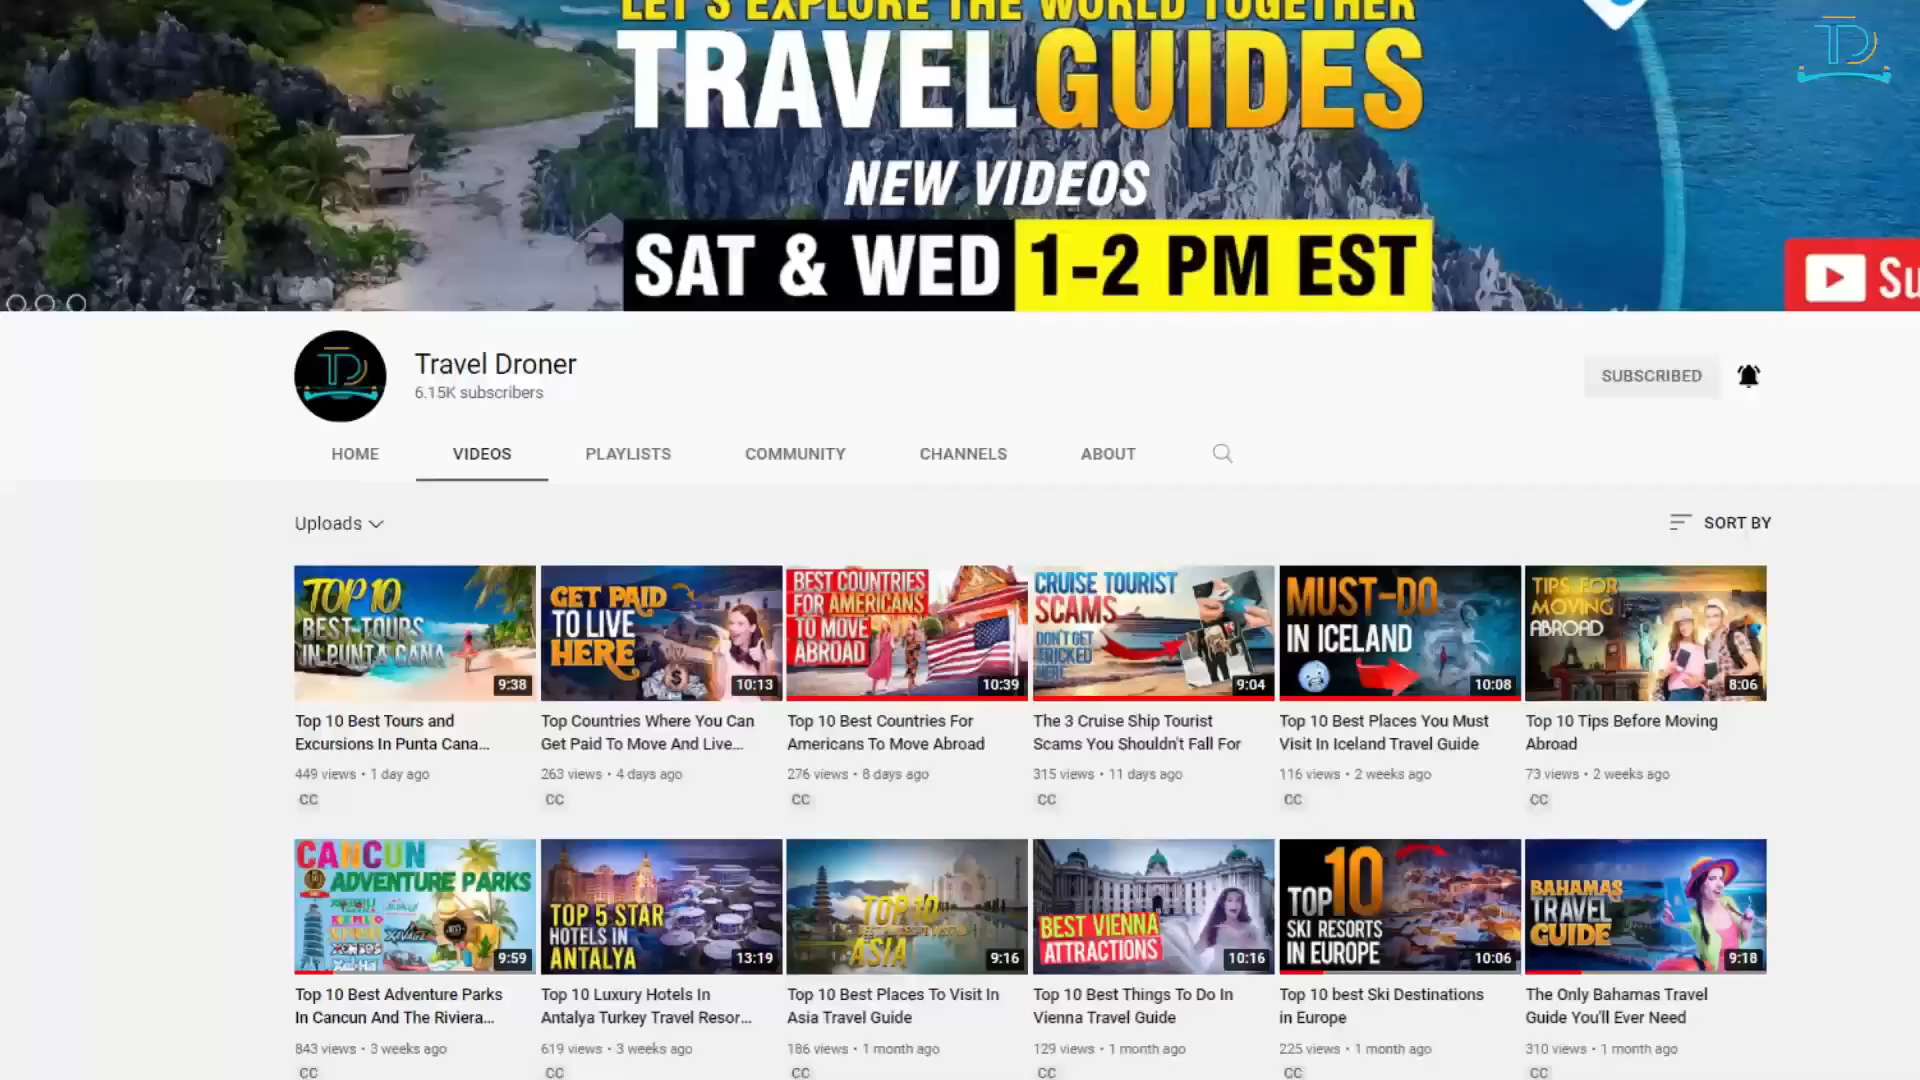 LET'S EXPLORE THE WORLD TOGETHER
TRAVEL GUIDES
NEW VIDEOS
SAT & WED 1-2 PM EST
Su
TD
Travel Droner
6.15K subscribers
SUBSCRIBED
HOME VIDEOS PLAYLISTS COMMUNITY CHANNELS ABOUT
Uploads
SORT BY
TOP 10
BEST TOURS
IN PUNTA CANA
9:38
GET PAID
TO LIVE
HERE
10:13
BEST COUNTRIES
FOR AMERICANS
TO MOVE
ABROAD
10:39
CRUISE TOURIST
SCAMS
DON'T GET
TRICKED
9:04
MUST-DO
IN ICELAND
10:08
TIPS FOR
MOVING
ABROAD
8:06
Top 10 Best Tours and
Excursions In Punta Cana...
449 views • 1 day ago
CC
Top Countries Where You Can
Get Paid To Move And Live...
263 views • 4 days ago
CC
Top 10 Best Countries For
Americans To Move Abroad
276 views • 8 days ago
CC
The 3 Cruise Ship Tourist
Scams You Shouldn't Fall For
315 views • 11 days ago
CC
Top 10 Best Places You Must
Visit In Iceland Travel Guide
116 views • 2 weeks ago
CC
Top 10 Tips Before Moving
Abroad
73 views • 2 weeks ago
CC
CANCUN
ADVENTURE PARKS
9:59
TOP 5 STAR
HOTELS IN
ANTALYA
13:19
TOP 10
ASIA
9:16
BEST VIENNA
ATTRACTIONS
10:16
TOP 10
SKI RESORTS
IN EUROPE
10:06
BAHAMAS
TRAVEL
GUIDE
9:18
Top 10 Best Adventure Parks
In Cancun And The Riviera...
843 views • 3 weeks ago
CC
Top 10 Luxury Hotels In
Antalya Turkey Travel Resor...
619 views • 3 weeks ago
CC
Top 10 Best Places To Visit In
Asia Travel Guide
186 views • 1 month ago
CC
Top 10 Best Things To Do In
Vienna Travel Guide
129 views • 1 month ago
CC
Top 10 best Ski Destinations
in Europe
225 views • 1 month ago
CC
The Only Bahamas Travel
Guide You'll Ever Need
310 views • 1 month ago
CC